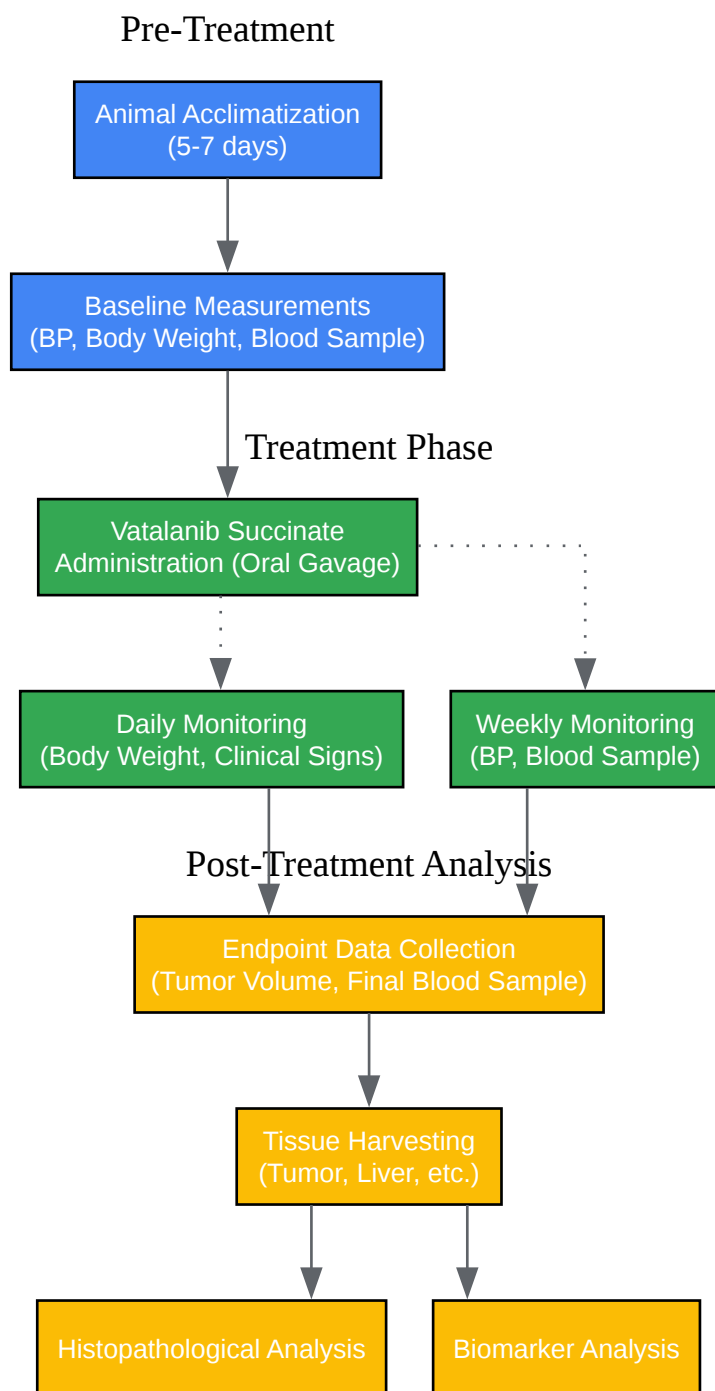 Pre-Treatment
Animal Acclimatization
(5-7 days)
Baseline Measurements
(BP, Body Weight, Blood Sample)
Treatment Phase
Vatalanib Succinate
Administration (Oral Gavage)
Daily Monitoring
(Body Weight, Clinical Signs)
Weekly Monitoring
(BP, Blood Sample)
Post-Treatment Analysis
Endpoint Data Collection
(Tumor Volume, Final Blood Sample)
Tissue Harvesting
(Tumor, Liver, etc.)
Histopathological Analysis
Biomarker Analysis